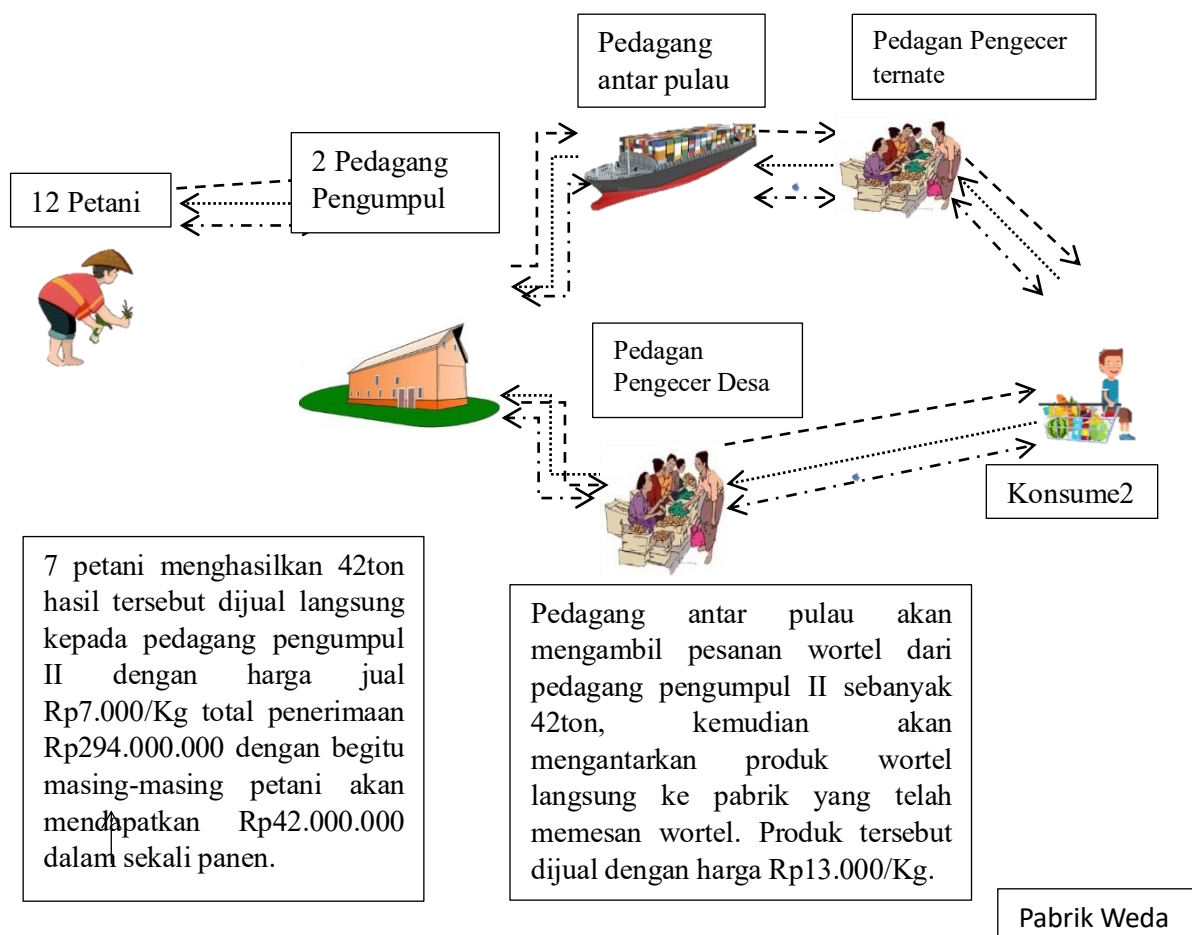 Pedagang
antar pulau
Pedagan Pengecer
ternate
2 Pedagang
Pengumpul
12 Petani
Pedagan
Pengecer Desa
Konsume2
7 petani menghasilkan 42ton
hasil tersebut dijual langsung
kepada pedagang pengumpul
II dengan harga jual
Rp7.000/Kg total penerimaan
Rp294.000.000 dengan begitu
masing-masing petani akan
mendapatkan Rp42.000.000
dalam sekali panen.
Pedagang antar pulau akan
mengambil pesanan wortel dari
pedagang pengumpul II sebanyak
42ton, kemudian akan
mengantarkan produk wortel
langsung ke pabrik yang telah
memesan wortel. Produk tersebut
dijual dengan harga Rp13.000/Kg.
Pabrik Weda